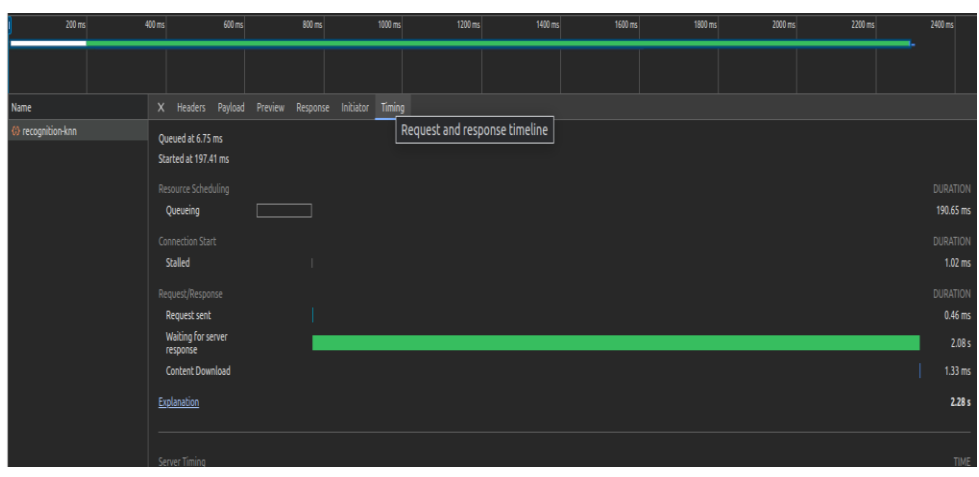 200 ms 400 ms 600 ms 800 ms 1000 ms 1200 ms 1400 ms 1600 ms 1800 ms 2000 ms 2200 ms 2400 ms
Name X Headers Payload Preview Response Initiator Timing
recognition-knn
Request and response timeline
Queued at 6.75 ms
Started at 197.41 ms
Resource Scheduling DURATION
Queueing 190.65 ms
Connection Start DURATION
Stalled 1.02 ms
Request/Response DURATION
Request sent 0.46 ms
Waiting for server
response 2.08 s
Content Download 1.33 ms
Explanation 2.28 s
Server Timing TIME